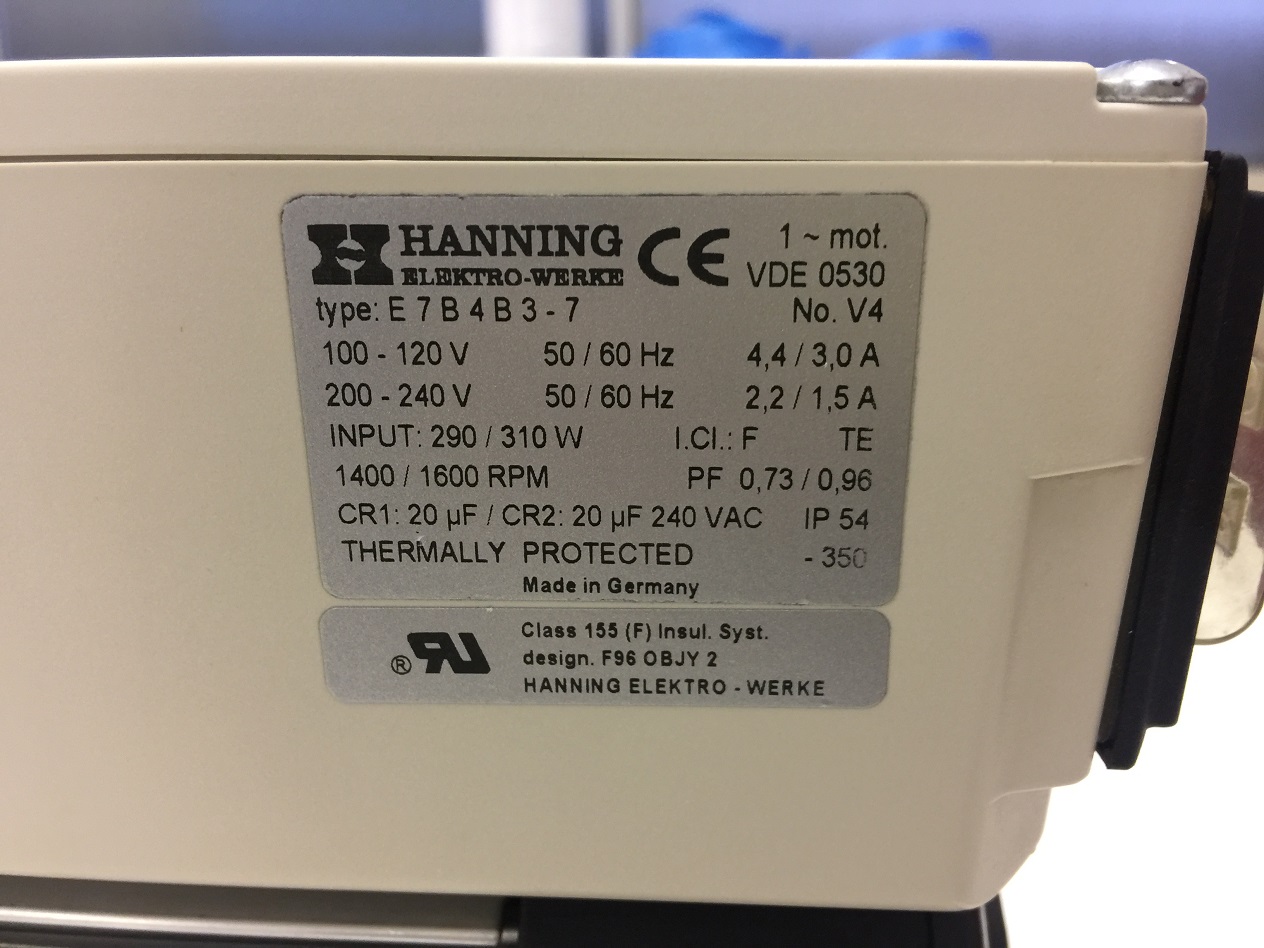 HANNING CE 1 ~ mot.
ELEKTRO-WERKE VDE 0530
type: E 7 B 4 B 3 - 7 No. V4
100 - 120 V 50 / 60 Hz 4,4 / 3,0 A
200 - 240 V 50 / 60 Hz 2,2 / 1,5 A
INPUT: 290 / 310 W I.Cl.: F TE
1400 / 1600 RPM PF 0,73 / 0,96
CR1: 20 µF / CR2: 20 µF 240 VAC IP 54
THERMALLY PROTECTED - 350
Made in Germany
Class 155 (F) Insul. Syst.
® RU design. F96 OBJY 2
HANNING ELEKTRO - WERKE